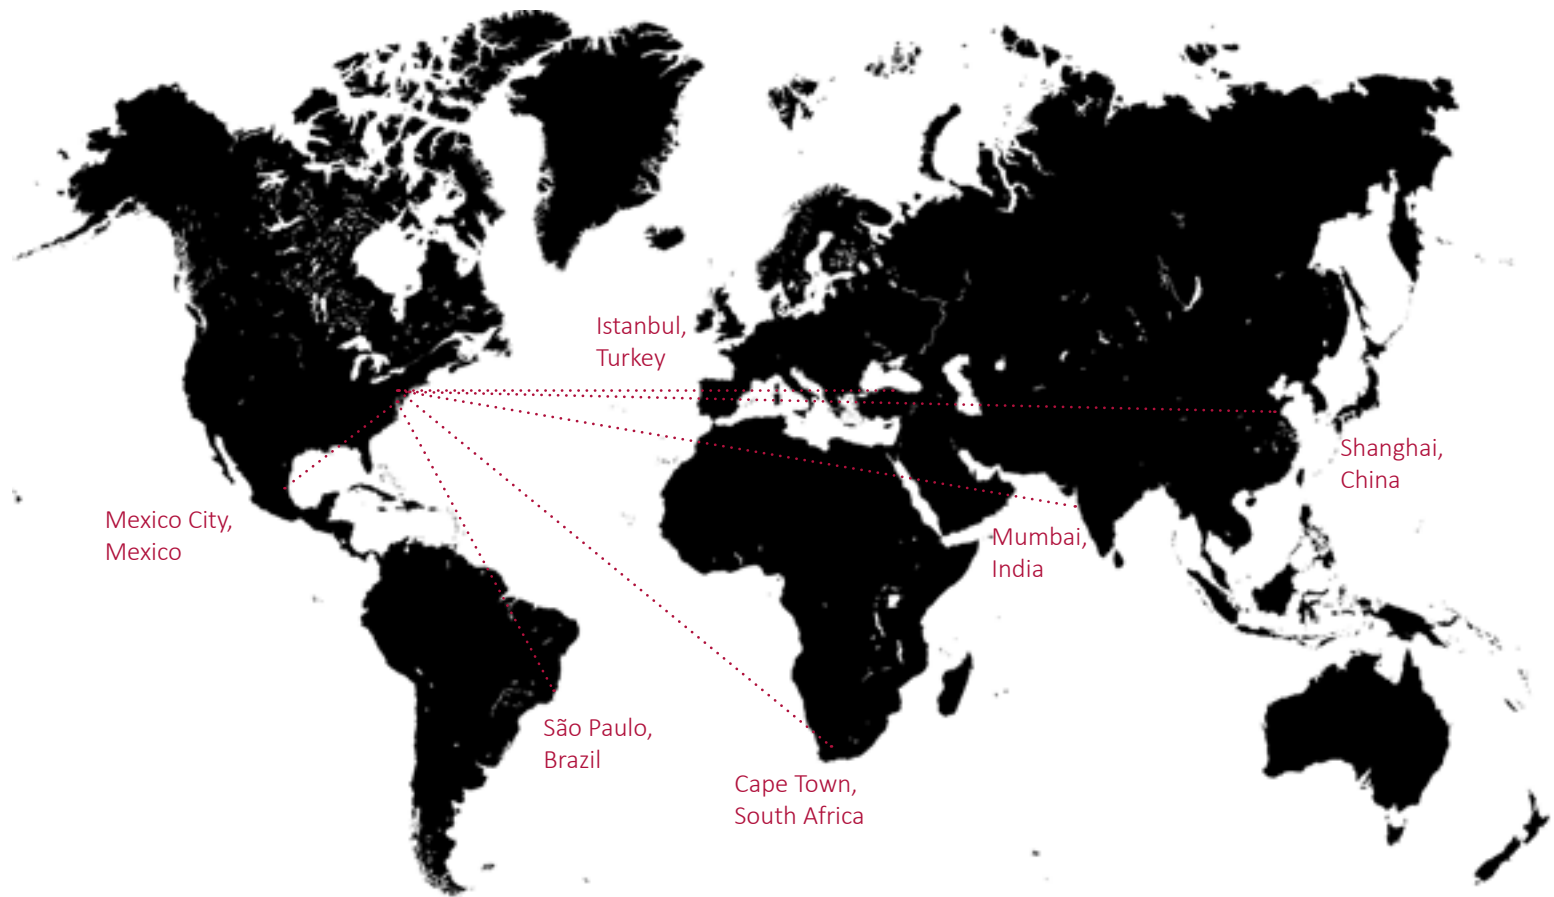 Istanbul,
Turkey
Shanghai,
China
Mexico City,
Mexico
Mumbai,
India
São Paulo,
Brazil
Cape Town,
South Africa